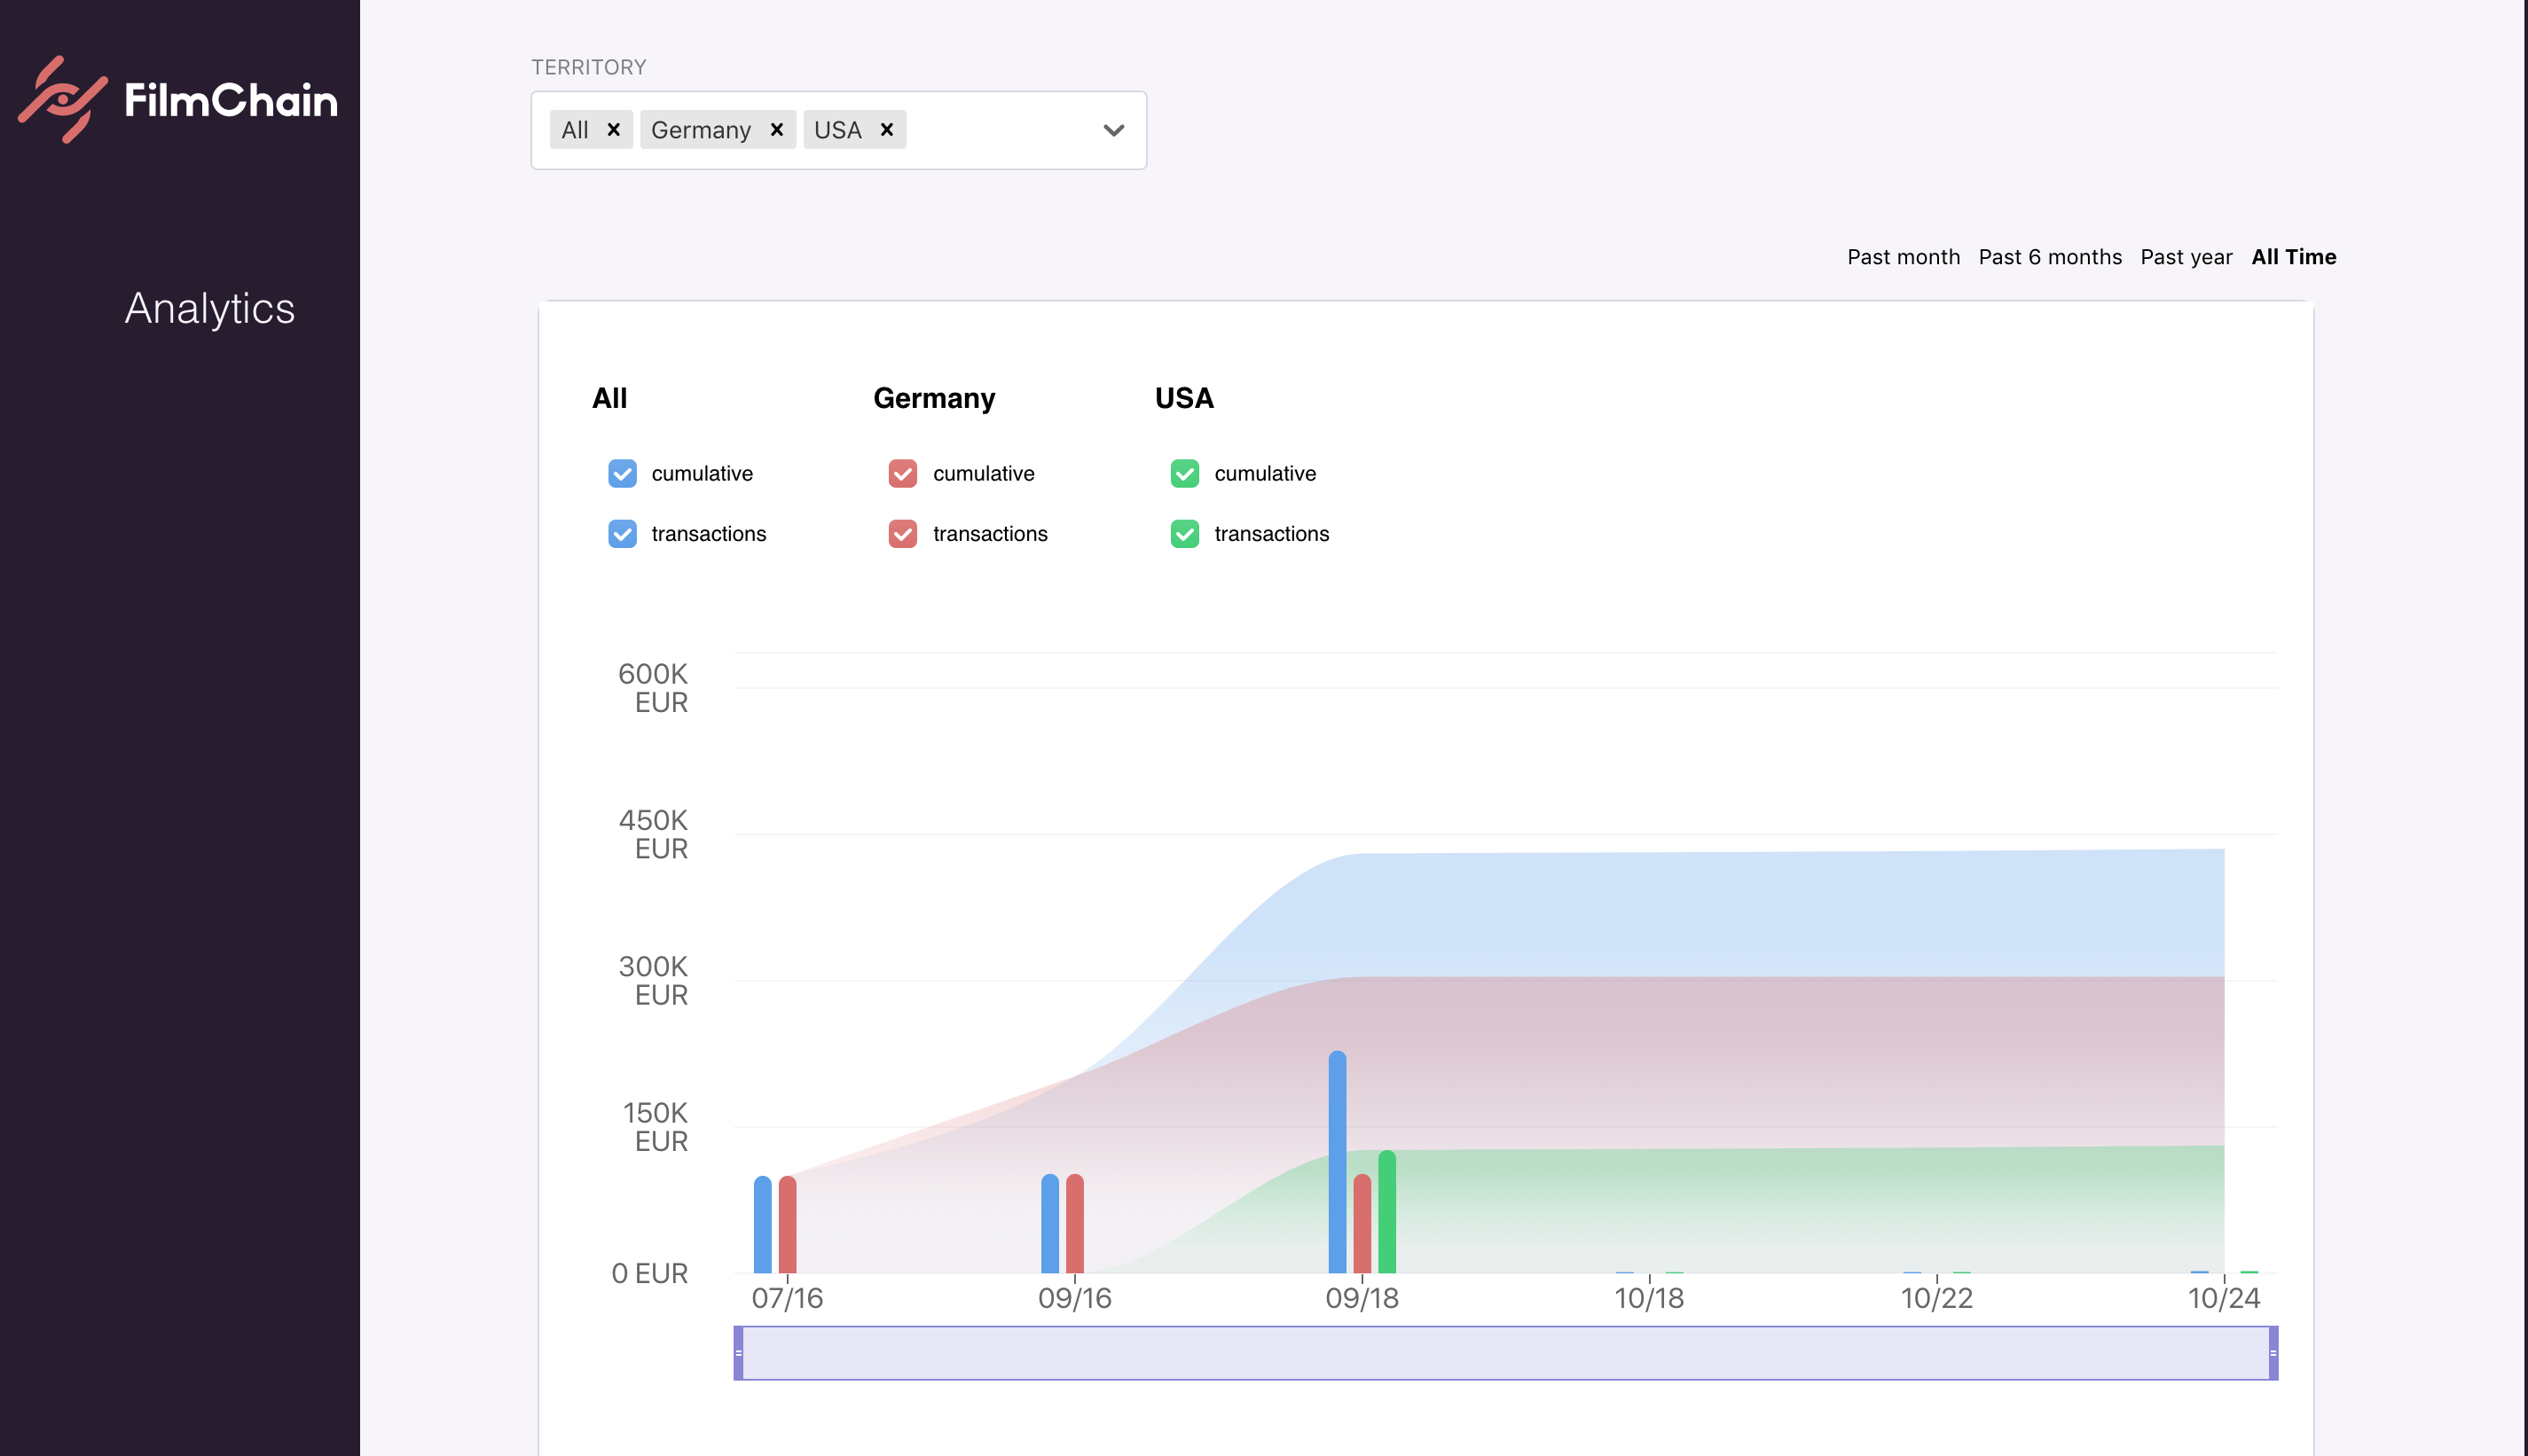 FilmChain
Analytics
TERRITORY
All Germany USA
Past month Past 6 months Past year All Time
All Germany USA
cumulative cumulative cumulative
transactions transactions transactions
600K
EUR
450K
EUR
300K
EUR
150K
EUR
0 EUR
07/16 09/16 09/18 10/18 10/22 10/24